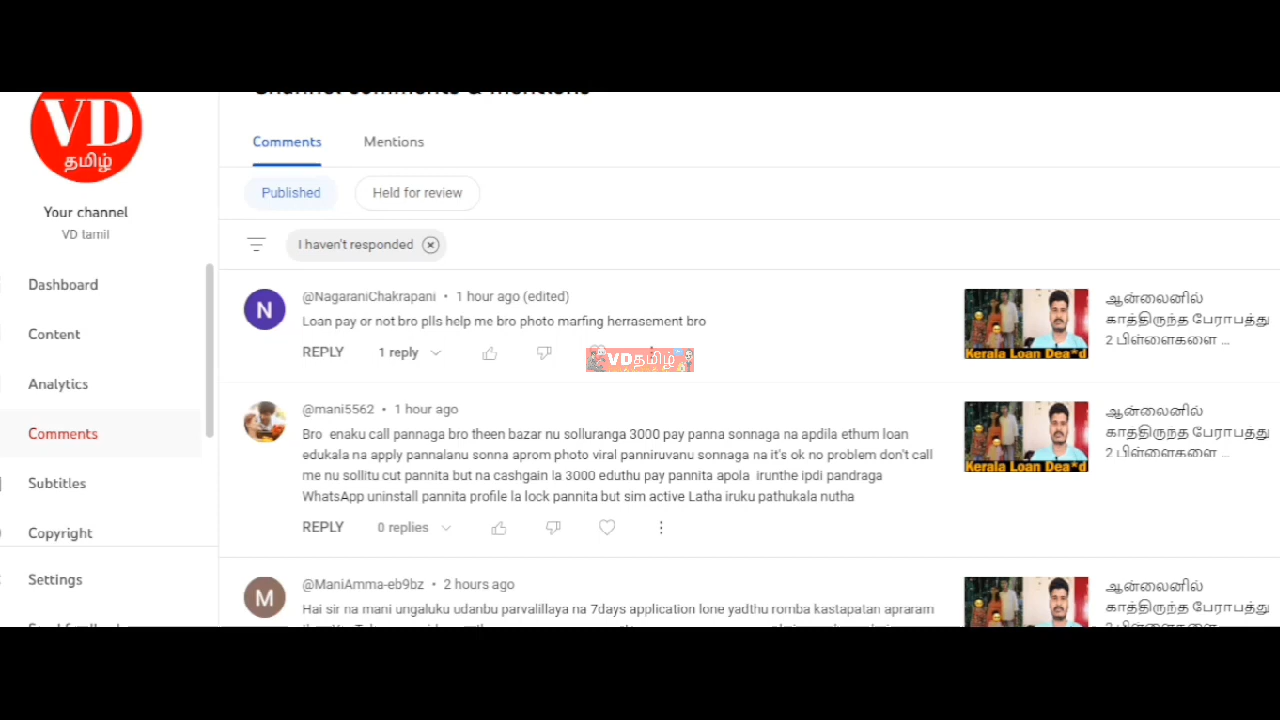 Channel comments & mentions
VD
தமிழ்
Your channel
VD tamil
Dashboard
Content
Analytics
Comments
Subtitles
Copyright
Settings
Comments Mentions
Published Held for review
I haven't responded
@NagaraniChakrapani • 1 hour ago (edited)
Loan pay or not bro plls help me bro photo marfing herrasement bro
REPLY 1 reply
VDதமிழ்
Kerala Loan Dea*d
ஆன்லைனில்
காத்திருந்த பேராபத்து
2 பிள்ளைகளை ...
@mani5562 • 1 hour ago
Bro enaku call pannaga bro theen bazar nu solluranga 3000 pay panna sonnaga na apdila ethum loan
edukala na apply pannalanu sonna aprom photo viral panniruvanu sonnaga na it's ok no problem don't call
me nu sollitu cut pannita but na cashgain la 3000 eduthu pay pannita apola irunthe ipdi pandraga
WhatsApp uninstall pannita profile la lock pannita but sim active Latha iruku pathukala nutha
REPLY 0 replies
Kerala Loan Dea*d
ஆன்லைனில்
காத்திருந்த பேராபத்து
2 பிள்ளைகளை ...
@ManiAmma-eb9bz • 2 hours ago
Hai sir na mani ungaluku udanbu parvalillaya na 7days application lone yadthu romba kastapatan apraram
ஆன்லைனில்
காத்திருந்த பேராபத்து